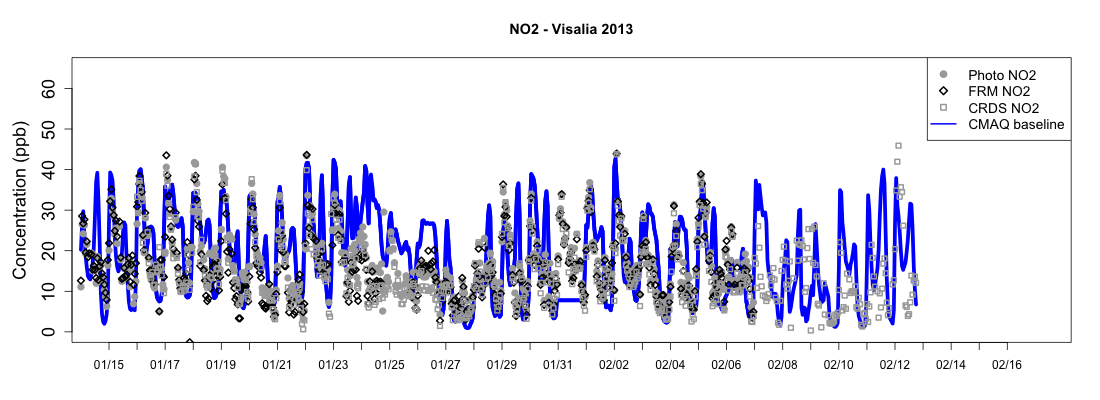 NO2 - Visalia 2013
Concentration (ppb)
60
50
40
30
20
10
0
Photo NO2
FRM NO2
CRDS NO2
CMAQ baseline
01/15 01/17 01/19 01/21 01/23 01/25 01/27 01/29 01/31 02/02 02/04 02/06 02/08 02/10 02/12 02/14 02/16